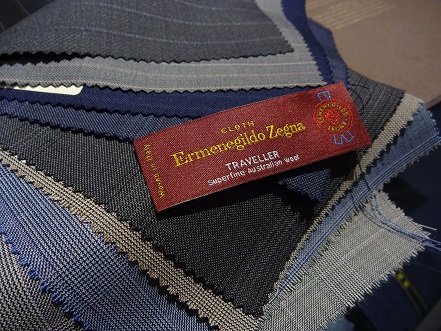 CLOTH
Ermenegildo Zegna
TRAVELLER
Superfine Australian wool
Made in Italy